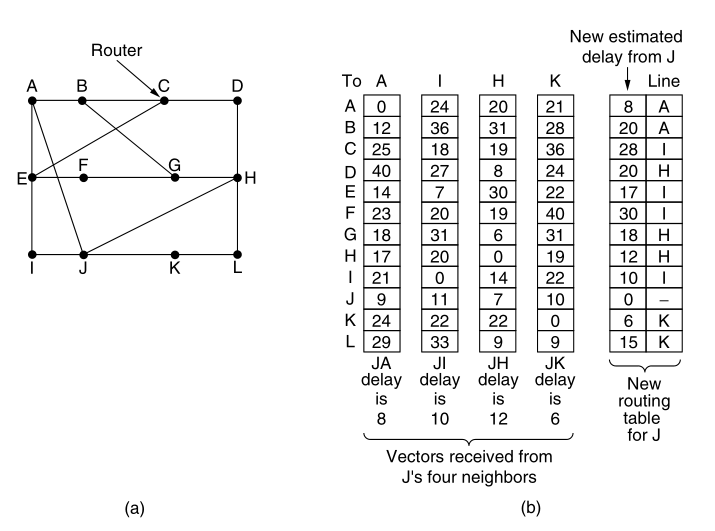 Router
A B C D
E F G H
I J K L
(a)
New estimated
delay from J
To A I H K Line
A 0 24 20 21 8 A
B 12 36 31 28 20 A
C 25 18 19 36 28 I
D 40 27 8 24 20 H
E 14 7 30 22 17 I
F 23 20 19 40 30 I
G 18 31 6 31 18 H
H 17 20 0 19 12 H
I 21 0 14 22 10 I
J 9 11 7 10 0 –
K 24 22 22 0 6 K
L 29 33 9 9 15 K
JA JI JH JK
delay delay delay delay
is is is is
8 10 12 6
Vectors received from
J's four neighbors
New
routing
table
for J
(b)